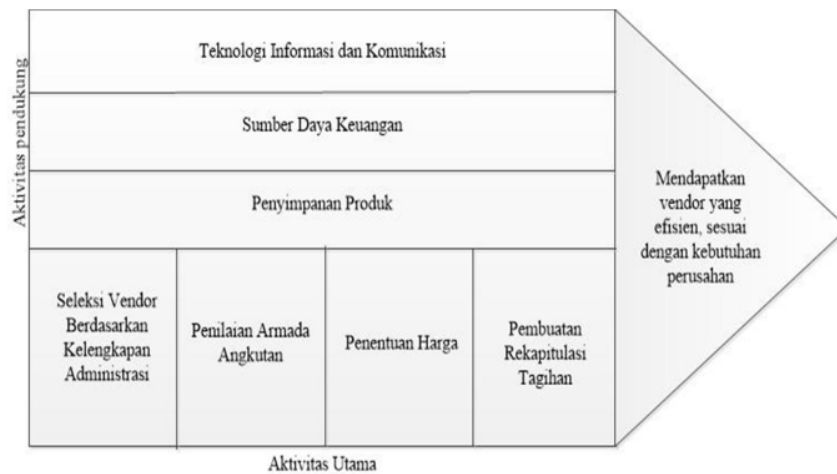 Aktivitas pendukung
Teknologi Informasi dan Komunikasi
Sumber Daya Keuangan
Penyimpanan Produk
Seleksi Vendor
Berdasarkan
Kelengkapan
Administrasi
Penilaian Armada
Angkutan
Penentuan Harga
Pembuatan
Rekapitulasi
Tagihan
Mendapatkan
vendor yang
efisien, sesuai
dengan kebutuhan
perusahan
Aktivitas Utama